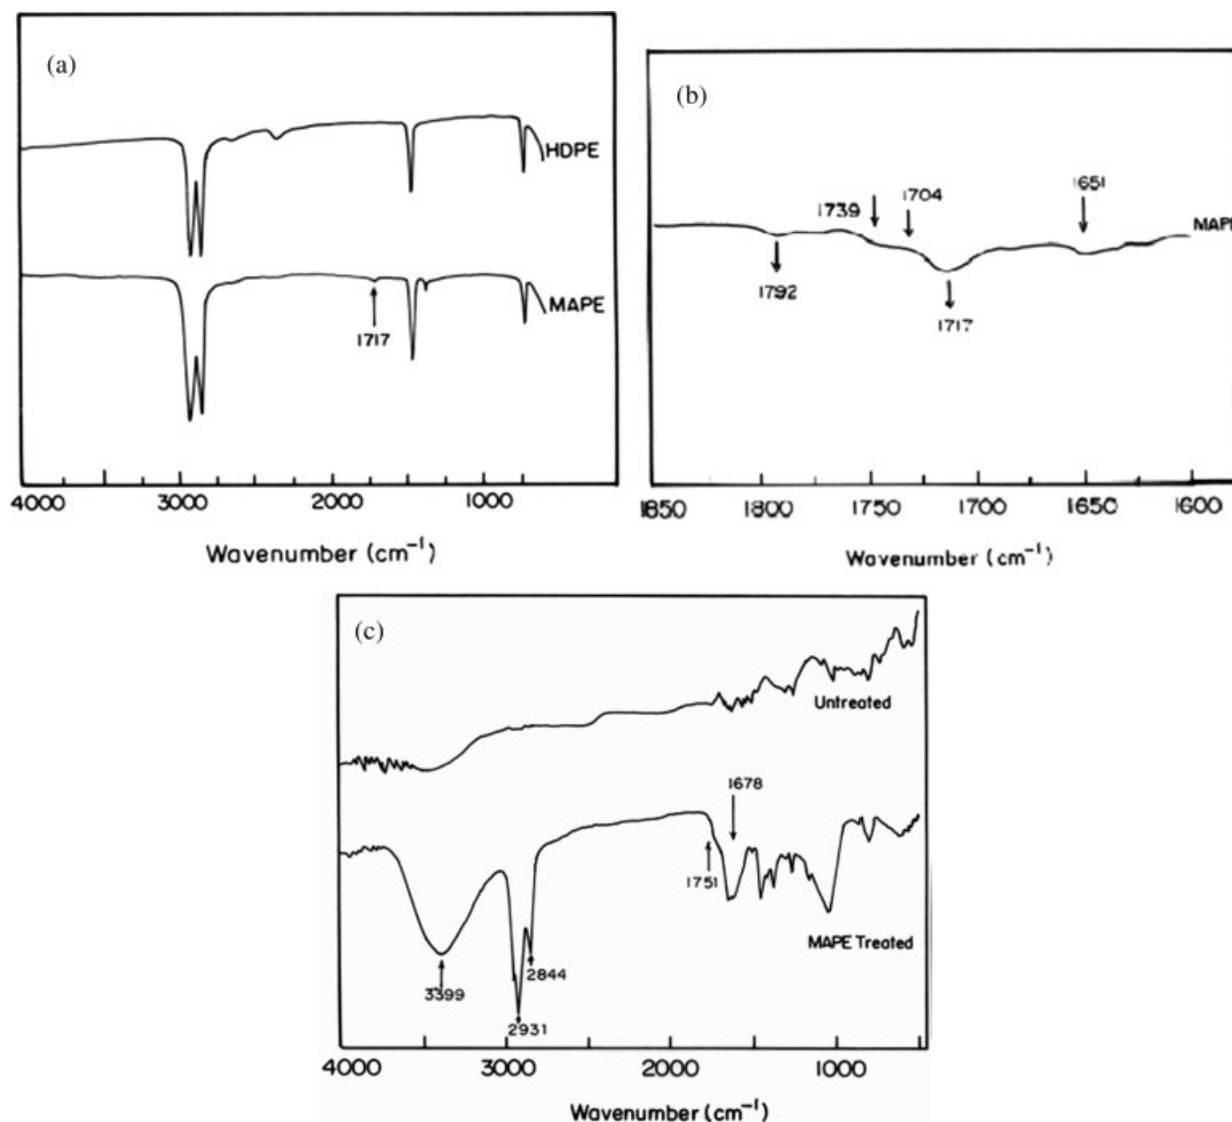 (a)
HDPE
MAPE
1717
4000 3000 2000 1000
Wavenumber (cm⁻¹)
(b)
1739 1704 1651
MAPE
1792
1717
1850 1800 1750 1700 1650 1600
Wavenumber (cm⁻¹)
(c)
Untreated
1678
1751
MAPE Treated
2844
3399
2931
4000 3000 2000 1000
Wavenumber (cm⁻¹)